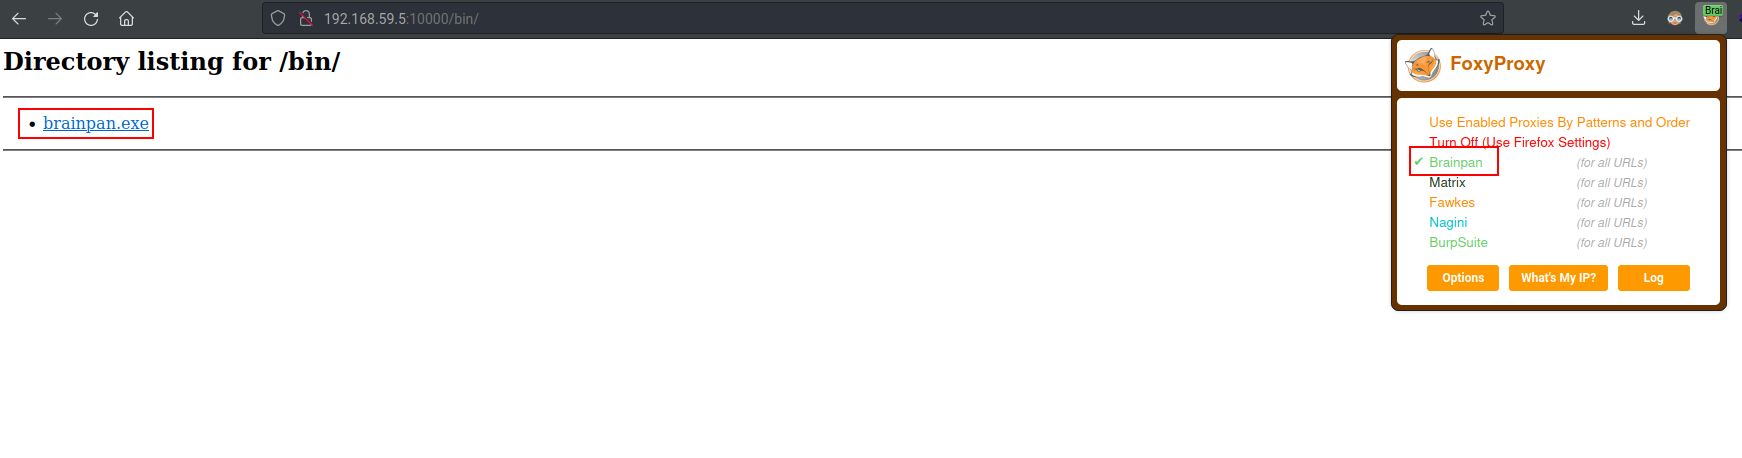 192.168.59.5:10000/bin/
Brai
Directory listing for /bin/
brainpan.exe
FoxyProxy
Use Enabled Proxies By Patterns and Order
Turn Off (Use Firefox Settings)
✔ Brainpan (for all URLs)
Matrix (for all URLs)
Fawkes (for all URLs)
Nagini (for all URLs)
BurpSuite (for all URLs)
Options What's My IP? Log